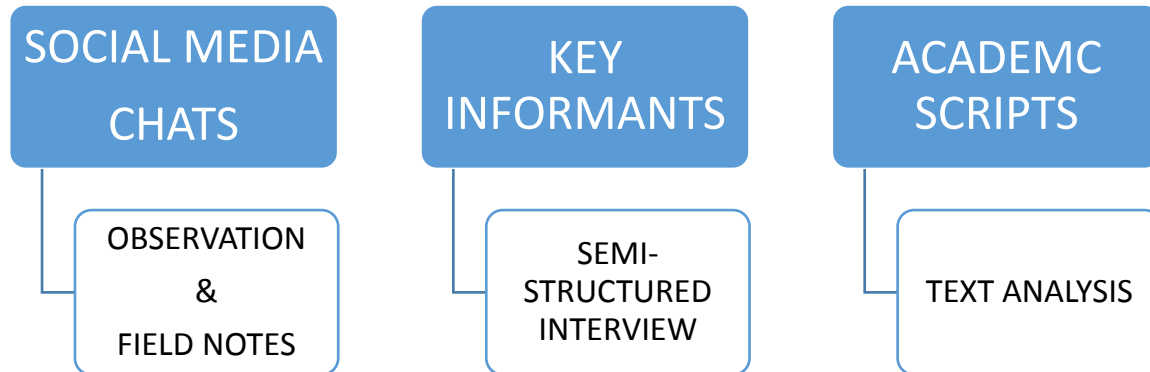 SOCIAL MEDIA
CHATS
OBSERVATION
&
FIELD NOTES
KEY
INFORMANTS
SEMI-
STRUCTURED
INTERVIEW
ACADEMC
SCRIPTS
TEXT ANALYSIS